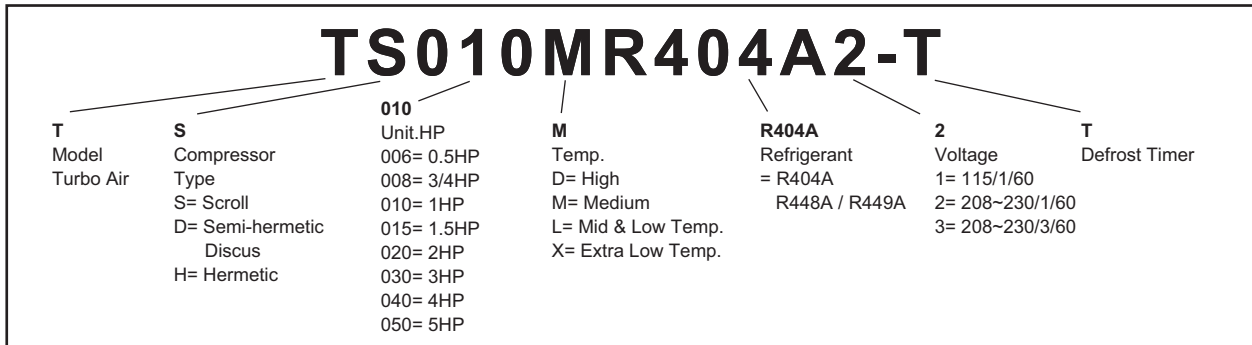 TS010MR404A2-T
T
Model
Turbo Air
S
Compressor
Type
S= Scroll
D= Semi-hermetic
Discus
H= Hermetic
010
Unit.HP
006= 0.5HP
008= 3/4HP
010= 1HP
015= 1.5HP
020= 2HP
030= 3HP
040= 4HP
050= 5HP
M
Temp.
D= High
M= Medium
L= Mid & Low Temp.
X= Extra Low Temp.
R404A
Refrigerant
= R404A
R448A / R449A
2
Voltage
1= 115/1/60
2= 208~230/1/60
3= 208~230/3/60
T
Defrost Timer